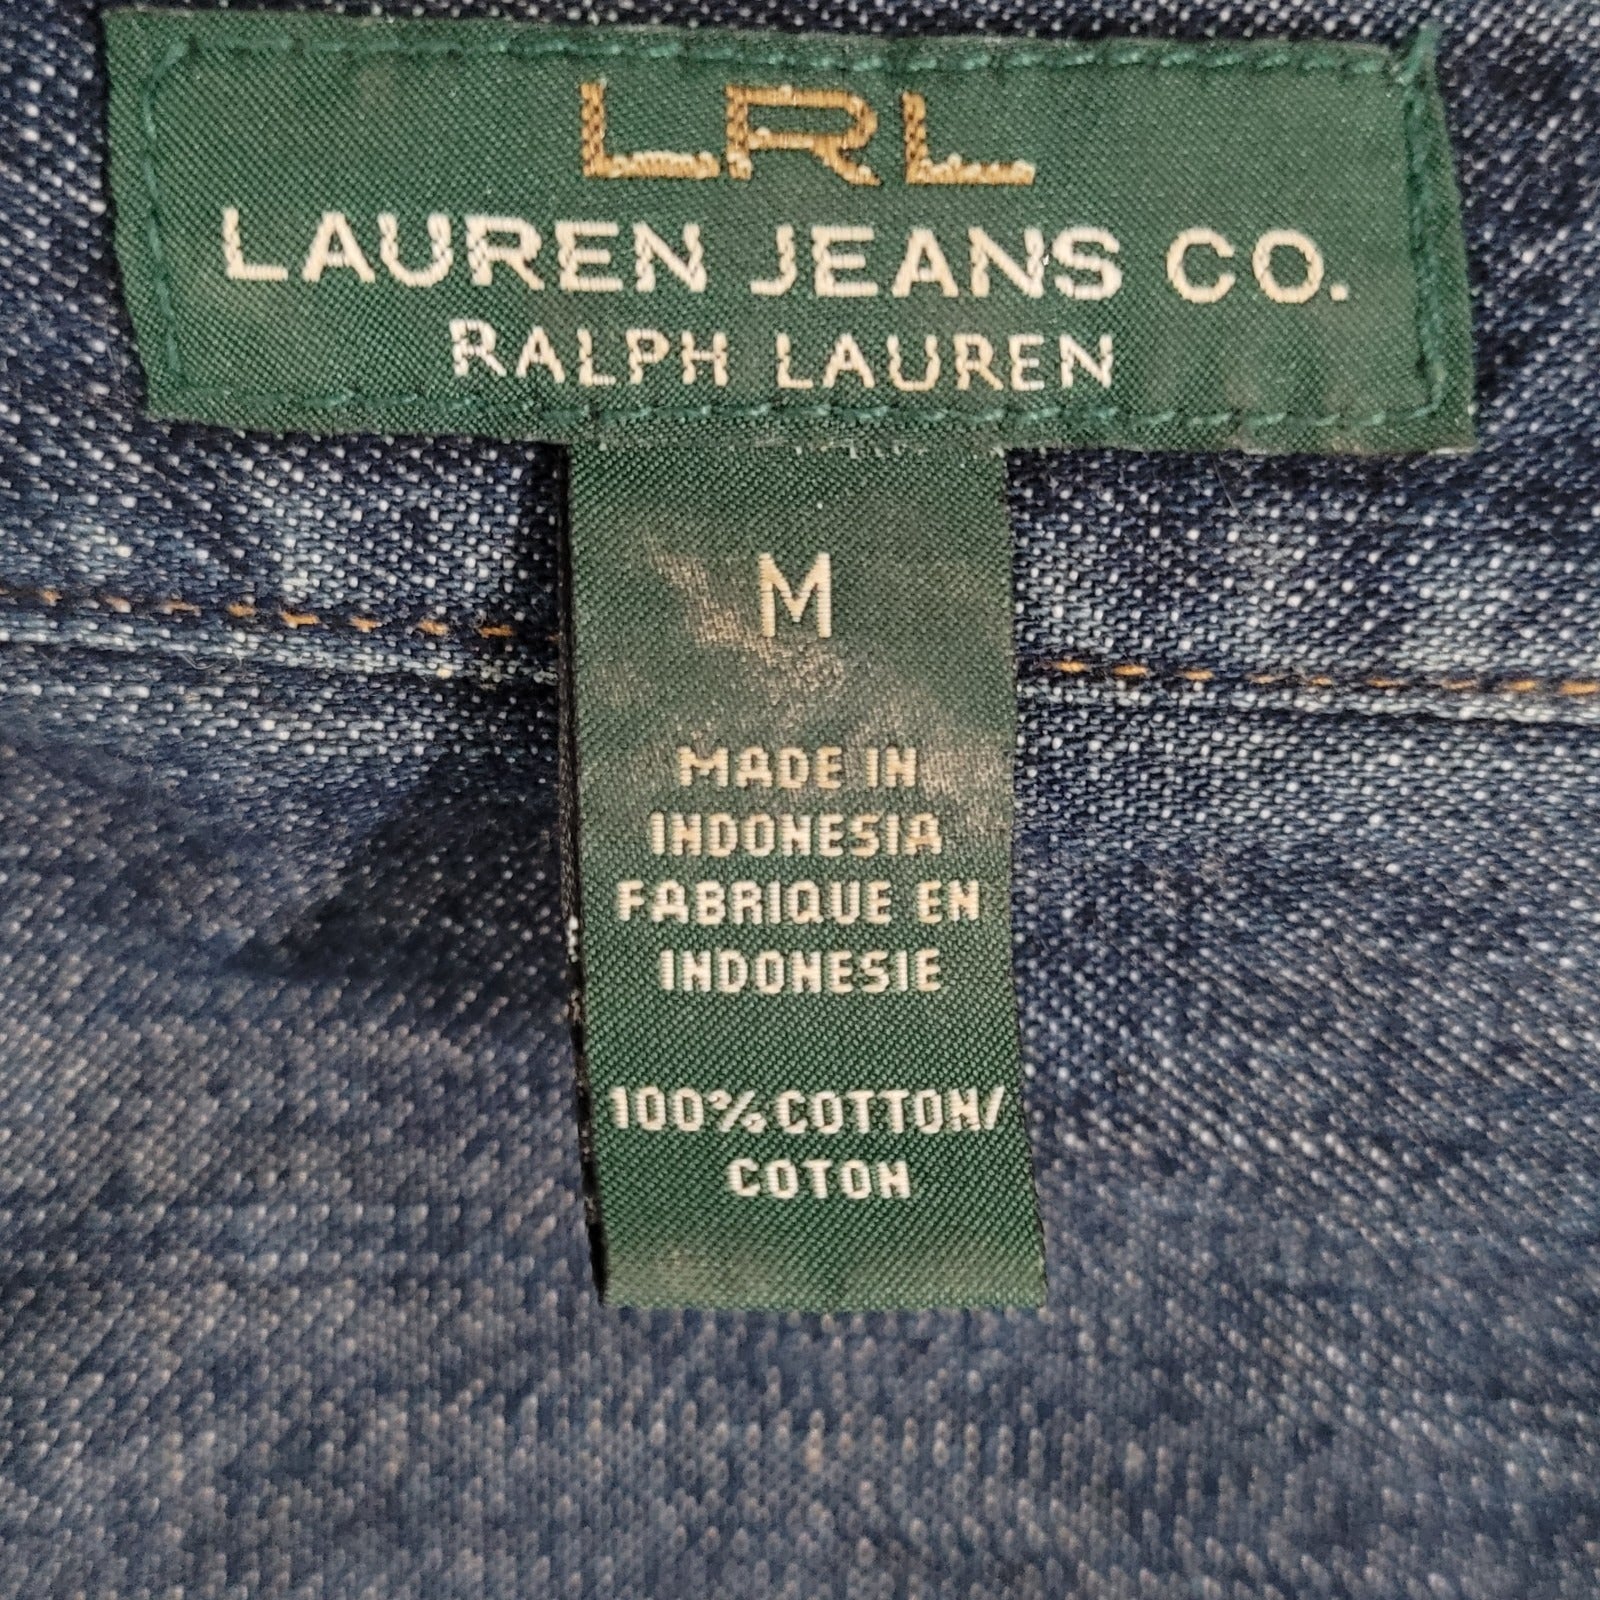 LRL
LAUREN JEANS CO.
RALPH LAUREN
M
MADE IN
INDONESIA
FABRIQUE EN
INDONESIE
100% COTTON/
COTON